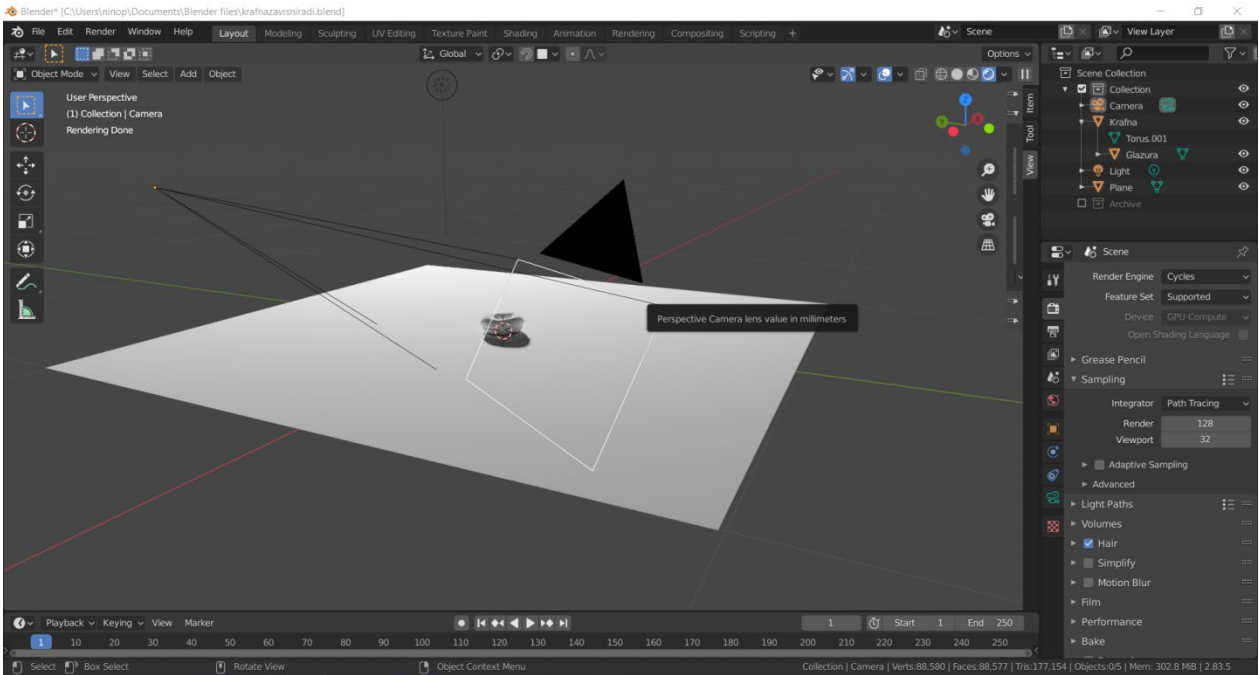 Blender* [C:\Users\ninop\Documents\Blender files\krafnazavrsniradi.blend]
File Edit Render Window Help Layout Modeling Sculpting UV Editing Texture Paint Shading Animation Rendering Compositing Scripting + Scene View Layer
Global Options
Object Mode View Select Add Object
User Perspective
(1) Collection | Camera
Rendering Done
Item
Tool
View
Perspective Camera lens value in millimeters
Scene Collection
Collection
Camera
Krafna
Torus.001
Glazura
Light
Plane
Archive
Scene
Render Engine Cycles
Feature Set Supported
Device GPU Compute
Open Shading Language
Grease Pencil
Sampling
Integrator Path Tracing
Render 128
Viewport 32
Adaptive Sampling
Advanced
Light Paths
Volumes
Hair
Simplify
Motion Blur
Film
Performance
Bake
Playback Keying View Marker 1 Start 1 End 250
1 10 20 30 40 50 60 70 80 90 100 110 120 130 140 150 160 170 180 190 200 210 220 230 240 250
Select Box Select Rotate View Object Context Menu Collection | Camera | Verts:88,580 | Faces:88,577 | Tris:177,154 | Objects:0/5 | Mem: 302.8 MiB | 2.83.5